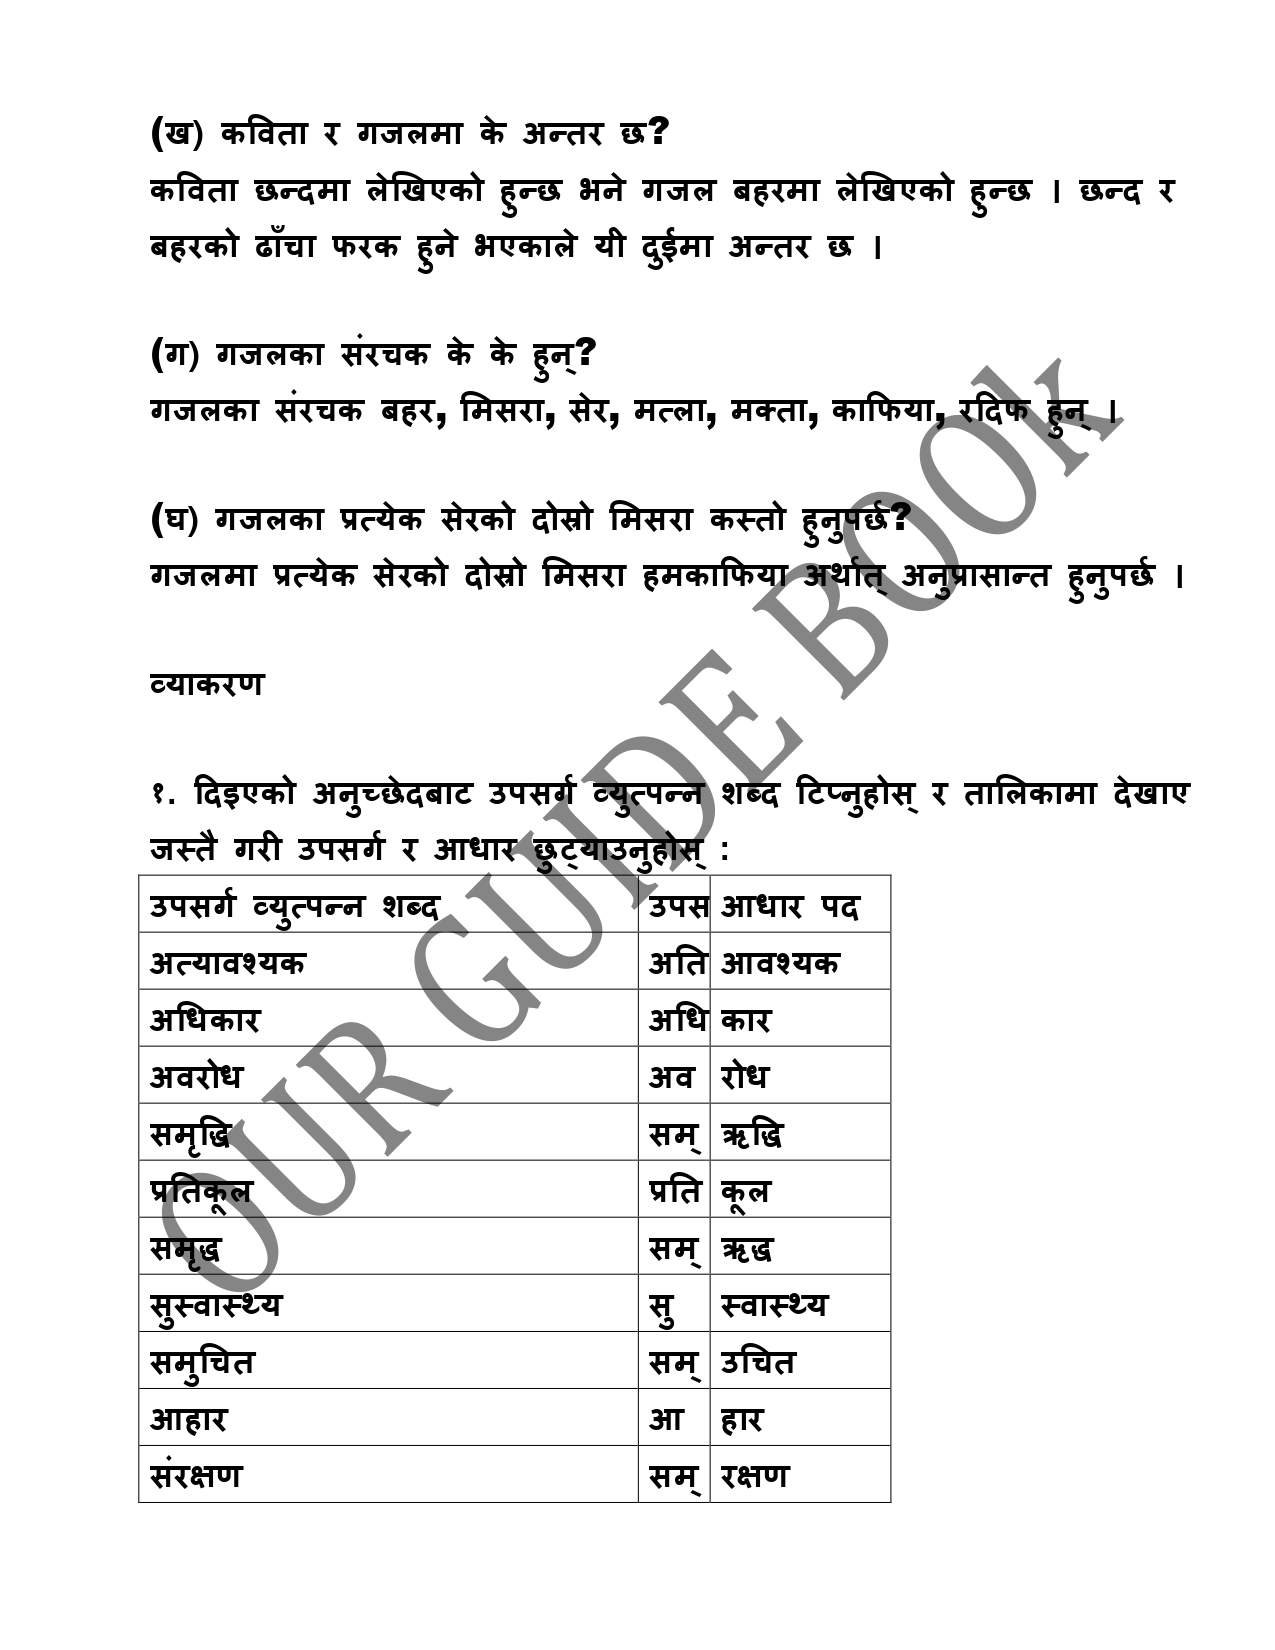 (ख) कविता र गजलमा के अन्तर छ?
कविता छन्दमा लेखिएको हुन्छ भने गजल बहरमा लेखिएको हुन्छ । छन्द र
बहरको ढाँचा फरक हुने भएकाले यी दुईमा अन्तर छ ।
(ग) गजलका संरचक के के हुन्?
गजलका संरचक बहर, मिसरा, सेर, मत्ला, मक्ता, काफिया, रदिफ हुन् ।
(घ) गजलका प्रत्येक सेरको दोस्रो मिसरा कस्तो हुनुपर्छ?
गजलमा प्रत्येक सेरको दोस्रो मिसरा हमकाफिया अर्थात् अनुप्रासान्त हुनुपर्छ ।
व्याकरण
१. दिइएको अनुच्छेदबाट उपसर्ग व्युत्पन्न शब्द टिप्नुहोस् र तालिकामा देखाए
जस्तै गरी उपसर्ग र आधार छुट्याउनुहोस् :
उपसर्ग व्युत्पन्न शब्द उपस आधार पद
अत्यावश्यक अति आवश्यक
अधिकार अधि कार
अवरोध अव रोध
समृद्धि सम् ऋद्धि
प्रतिकूल प्रति कूल
समृद्ध सम् ऋद्ध
सुस्वास्थ्य सु स्वास्थ्य
समुचित सम् उचित
आहार आ हार
संरक्षण सम् रक्षण
OUR GUIDE BOOK